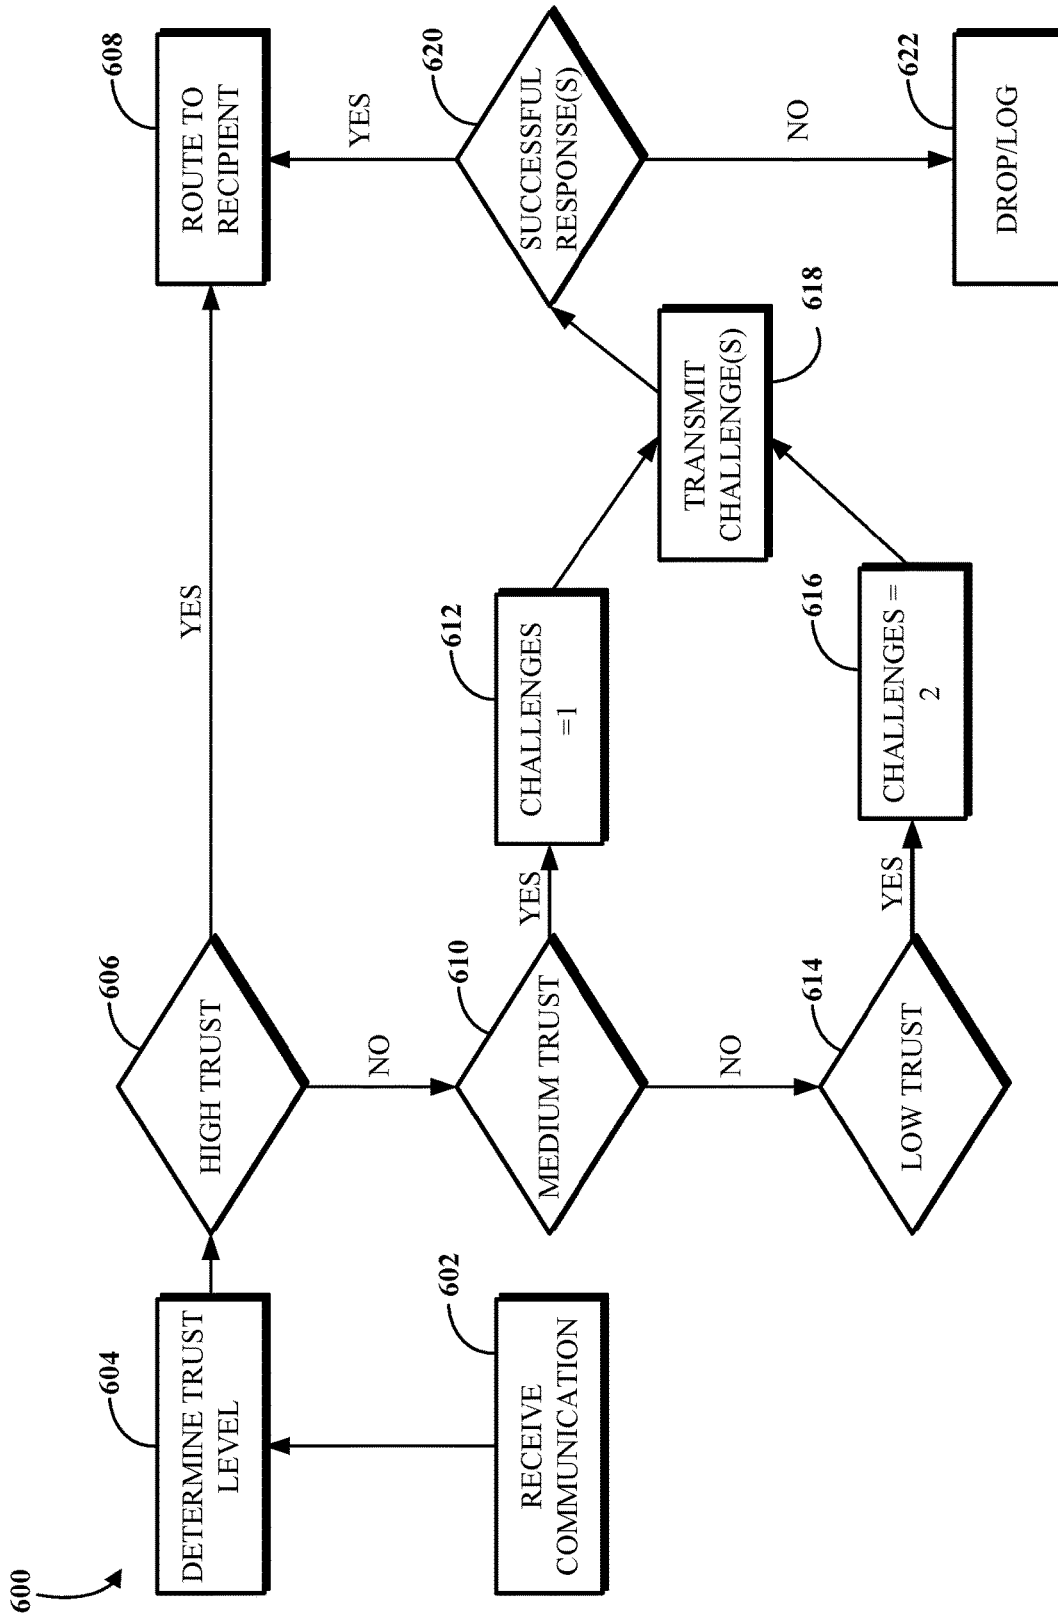 600
602
RECEIVE
COMMUNICATION
604
DETERMINE TRUST
LEVEL
606
HIGH TRUST
YES
NO
608
ROUTE TO
RECIPIENT
610
MEDIUM TRUST
YES
NO
612
CHALLENGES
=1
614
LOW TRUST
YES
616
CHALLENGES =
2
618
TRANSMIT
CHALLENGE(S)
620
SUCCESSFUL
RESPONSE(S)
YES
NO
622
DROP/LOG